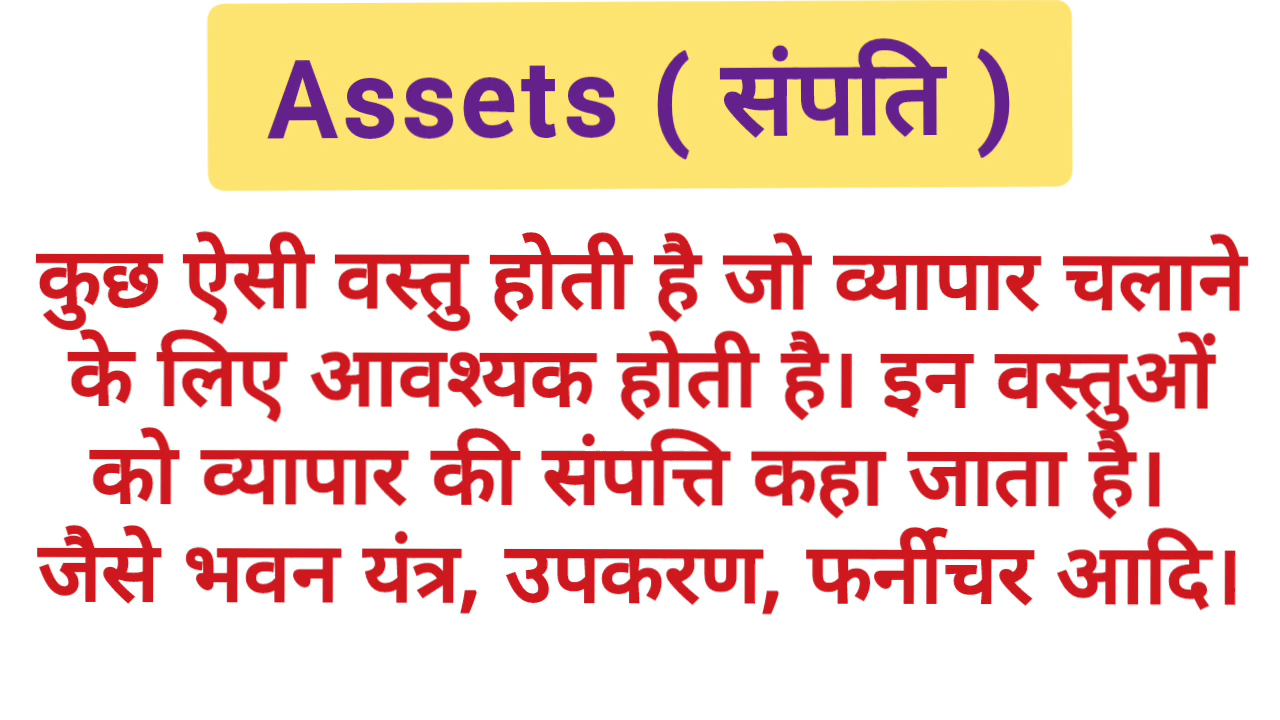 Assets ( संपति )
कुछ ऐसी वस्तु होती है जो व्यापार चलाने
के लिए आवश्यक होती है। इन वस्तुओं
को व्यापार की संपत्ति कहा जाता है।
जैसे भवन यंत्र, उपकरण, फर्नीचर आदि।